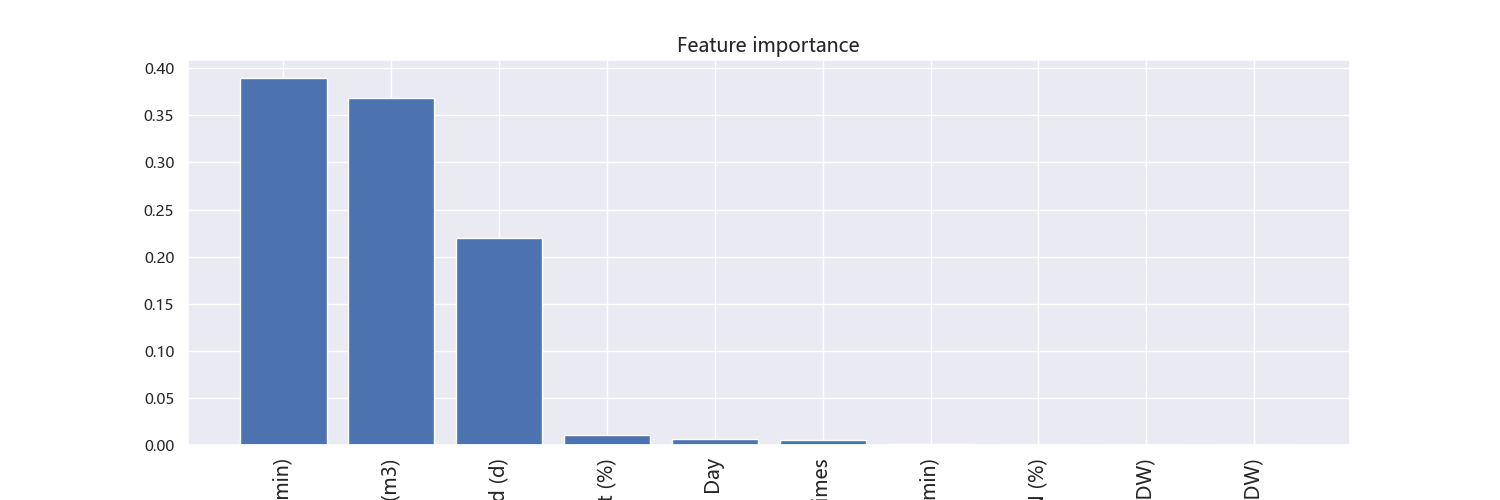 Feature importance
0.40
0.35
0.30
0.25
0.20
0.15
0.10
0.05
0.00
min)
(m3)
d (d)
t (%)
Day
imes
min)
(%)
DW)
DW)